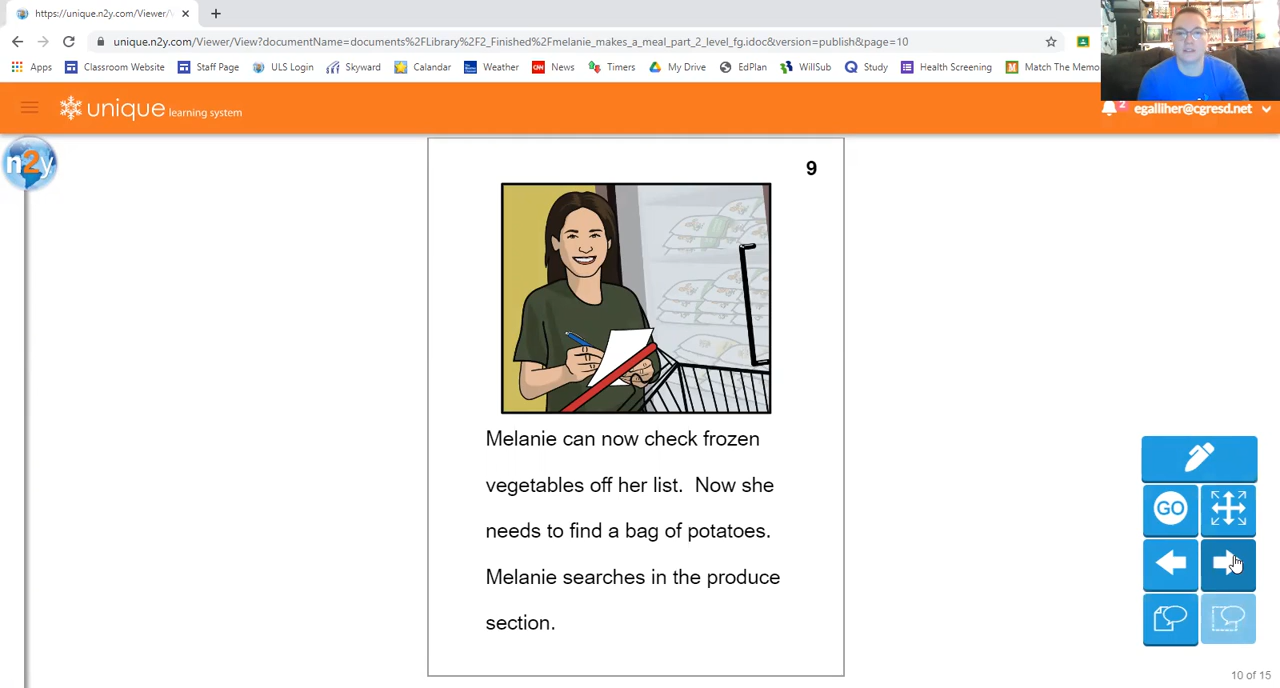 https://unique.n2y.com/Viewer/
unique.n2y.com/Viewer/View?documentName=documents%2FLibrary%2F2_Finished%2Fmelanie_makes_a_meal_part_2_level_fg.idoc&version=publish&page=10
Apps Classroom Website Staff Page ULS Login Skyward Calendar Weather CNN News Timers My Drive EdPlan WillSub Study Health Screening M Match The Memo
unique learning system
2
egalliher@cgresd.net
n2y
9
Melanie can now check frozen
vegetables off her list. Now she
needs to find a bag of potatoes.
Melanie searches in the produce
section.
GO
10 of 15